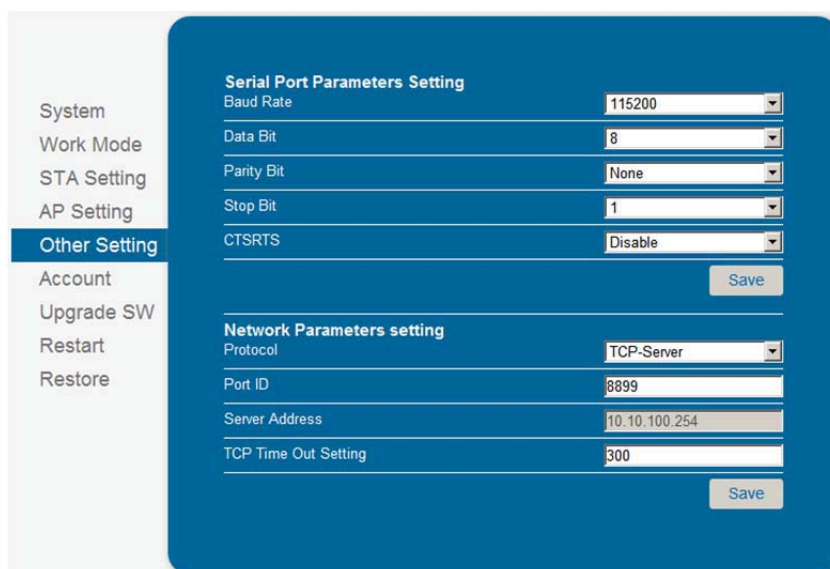 System
Work Mode
STA Setting
AP Setting
Other Setting
Account
Upgrade SW
Restart
Restore
Serial Port Parameters Setting
Baud Rate 115200
Data Bit 8
Parity Bit None
Stop Bit 1
CTSRTS Disable
Save
Network Parameters setting
Protocol TCP-Server
Port ID 8899
Server Address 10.10.100.254
TCP Time Out Setting 300
Save